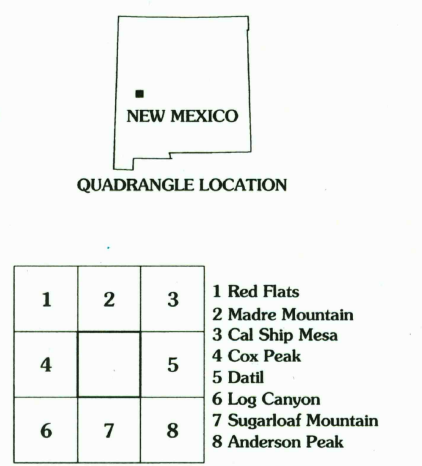 NEW MEXICO
QUADRANGLE LOCATION
1 2 3
4 5
6 7 8
1 Red Flats
2 Madre Mountain
3 Cal Ship Mesa
4 Cox Peak
5 Datil
6 Log Canyon
7 Sugarloaf Mountain
8 Anderson Peak